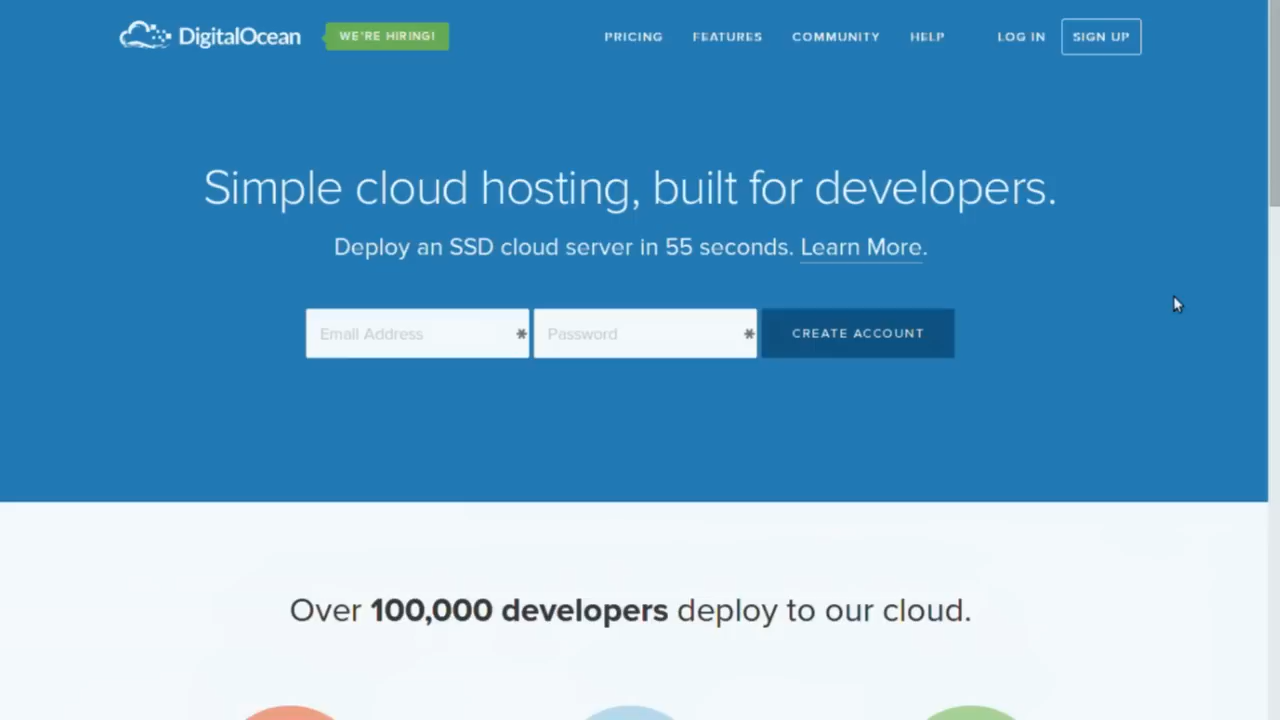 DigitalOcean
WE'RE HIRING!
PRICING
FEATURES
COMMUNITY
HELP
LOG IN
SIGN UP
Simple cloud hosting, built for developers.
Deploy an SSD cloud server in 55 seconds. Learn More.
Email Address
Password
CREATE ACCOUNT
Over 100,000 developers deploy to our cloud.